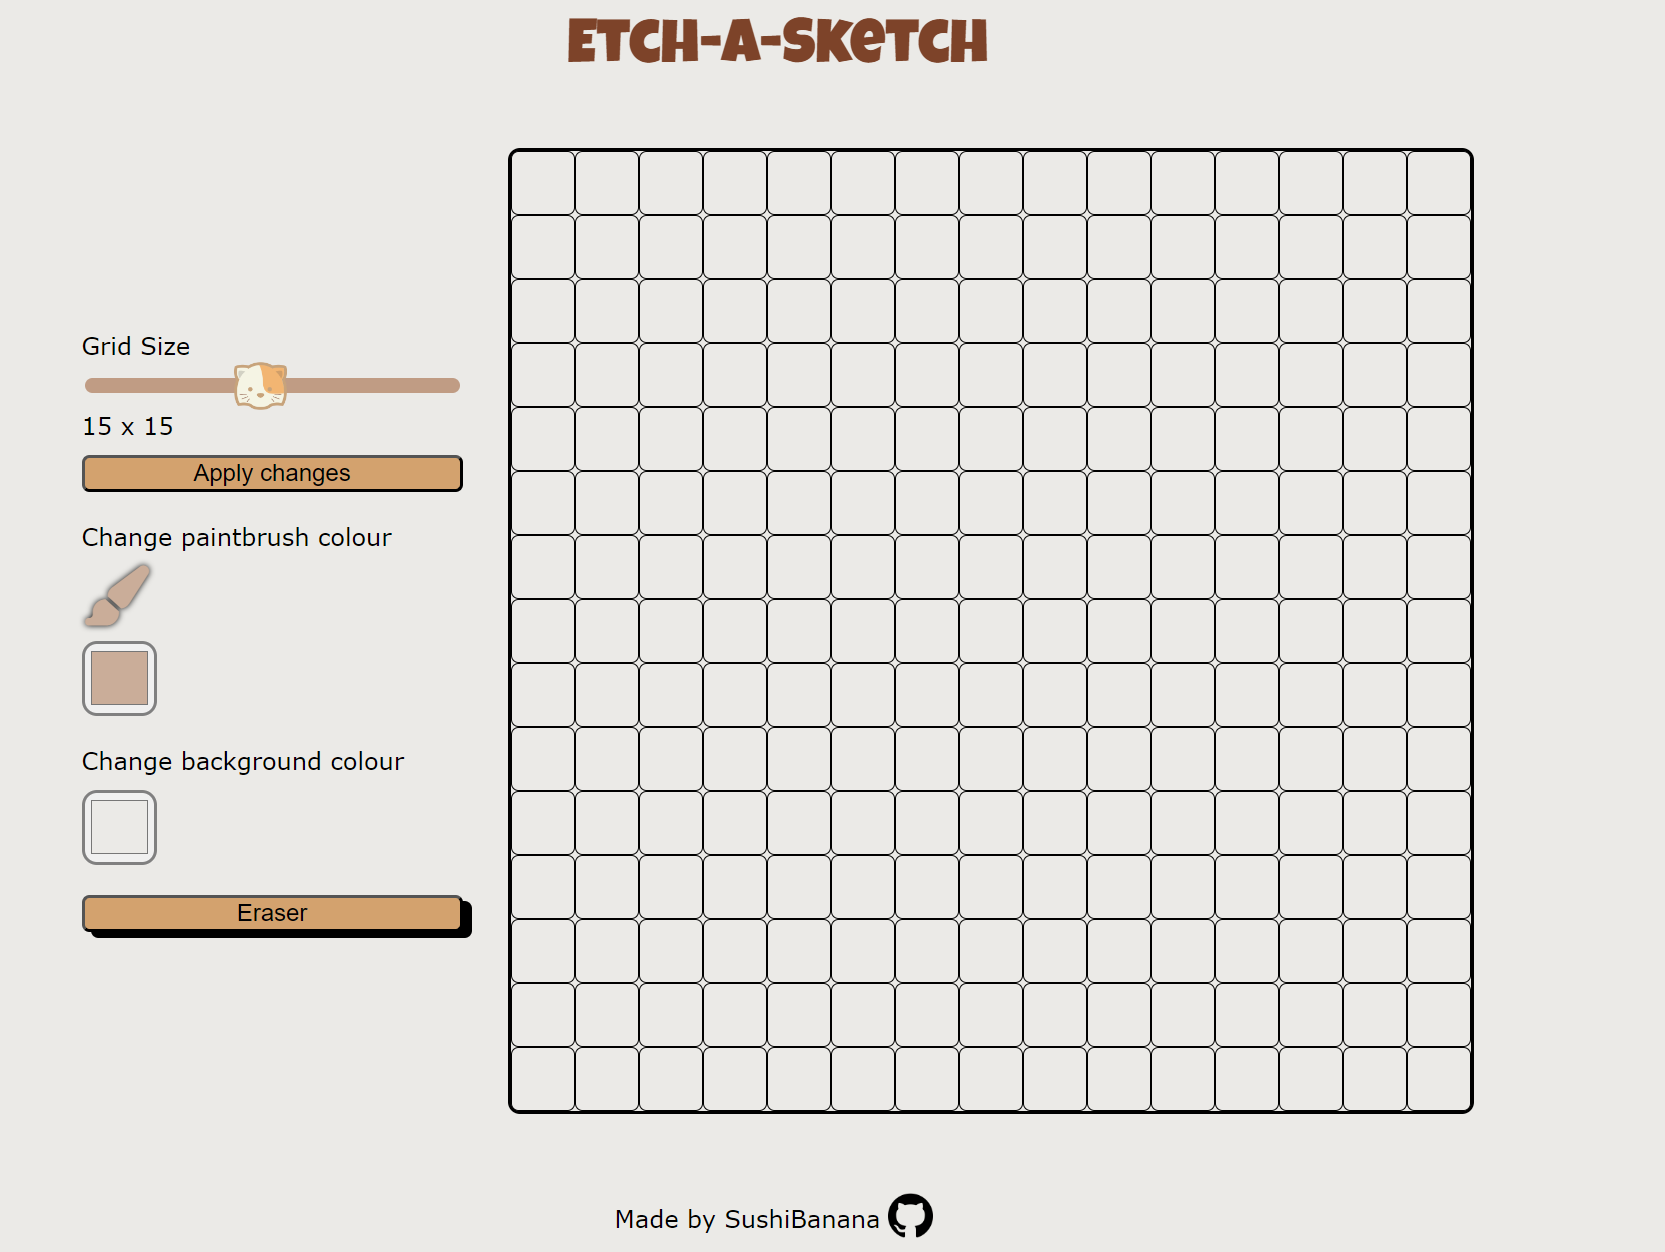 ETCH-A-SKeTCH
Grid Size
15 x 15
Apply changes
Change paintbrush colour
Change background colour
Eraser
Made by SushiBanana